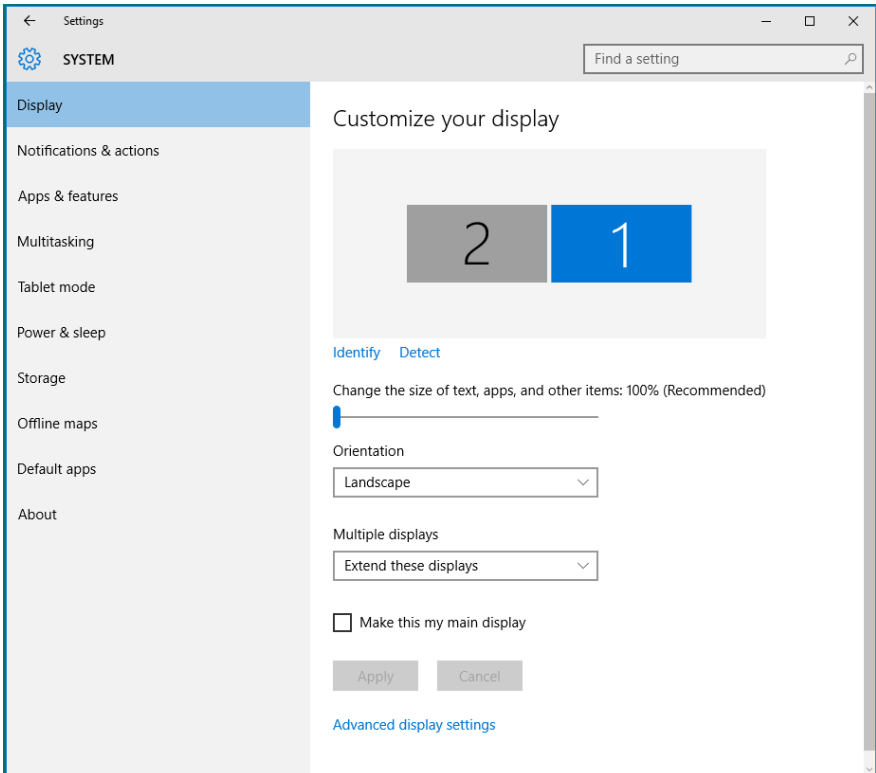 Settings
SYSTEM
Find a setting
Display
Notifications & actions
Apps & features
Multitasking
Tablet mode
Power & sleep
Storage
Offline maps
Default apps
About
Customize your display
2 1
Identify Detect
Change the size of text, apps, and other items: 100% (Recommended)
Orientation
Landscape
Multiple displays
Extend these displays
Make this my main display
Apply Cancel
Advanced display settings